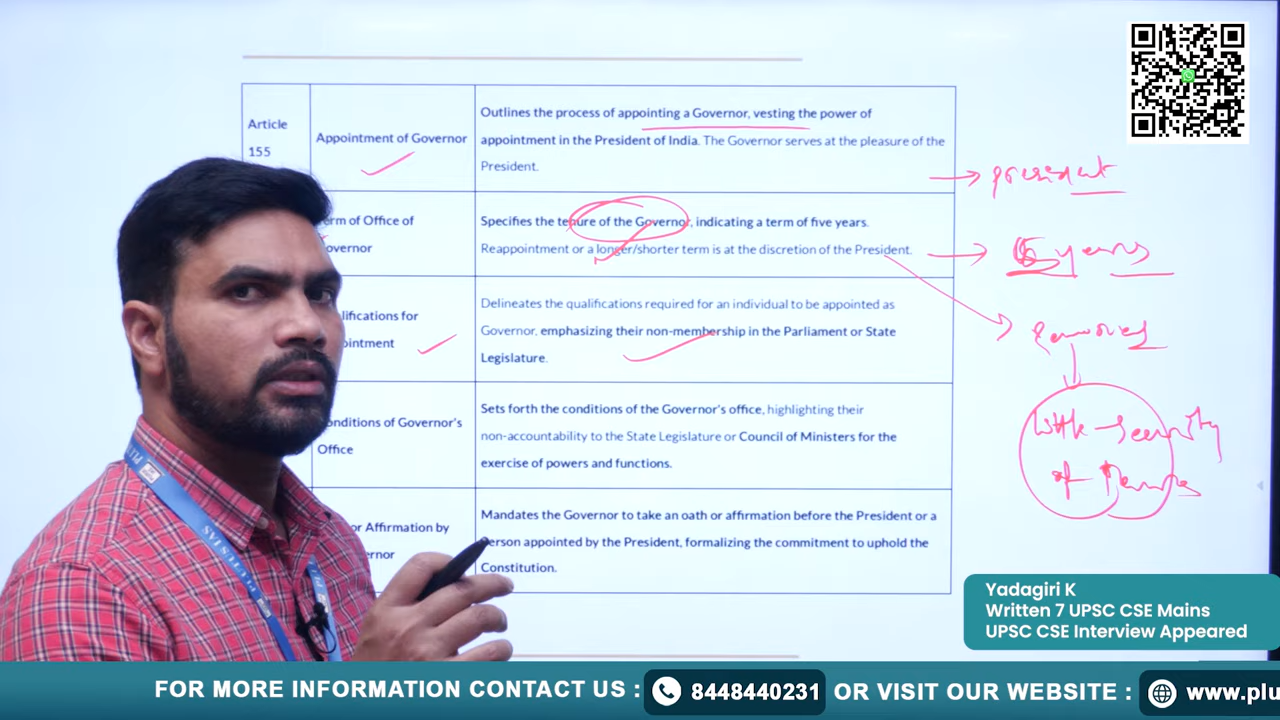 Article
155
Appointment of Governor
Outlines the process of appointing a Governor, vesting the power of
appointment in the President of India. The Governor serves at the pleasure of the
President.
president
erm of Office of
overnor
Specifies the tenure of the Governor, indicating a term of five years.
Reappointment or a longer/shorter term is at the discretion of the President.
5 years
lifications for
ointment
Delineates the qualifications required for an individual to be appointed as
Governor, emphasizing their non-membership in the Parliament or State
Legislature.
onditions of Governor's
Office
Sets forth the conditions of the Governor's office, highlighting their
non-accountability to the State Legislature or Council of Ministers for the
exercise of powers and functions.
security
of
or Affirmation by
ernor
Mandates the Governor to take an oath or affirmation before the President or a
person appointed by the President, formalizing the commitment to uphold the
Constitution.
PLUTUS IAS
Yadagiri K
Written 7 UPSC CSE Mains
UPSC CSE Interview Appeared
FOR MORE INFORMATION CONTACT US : 8448440231 OR VISIT OUR WEBSITE : www.plu